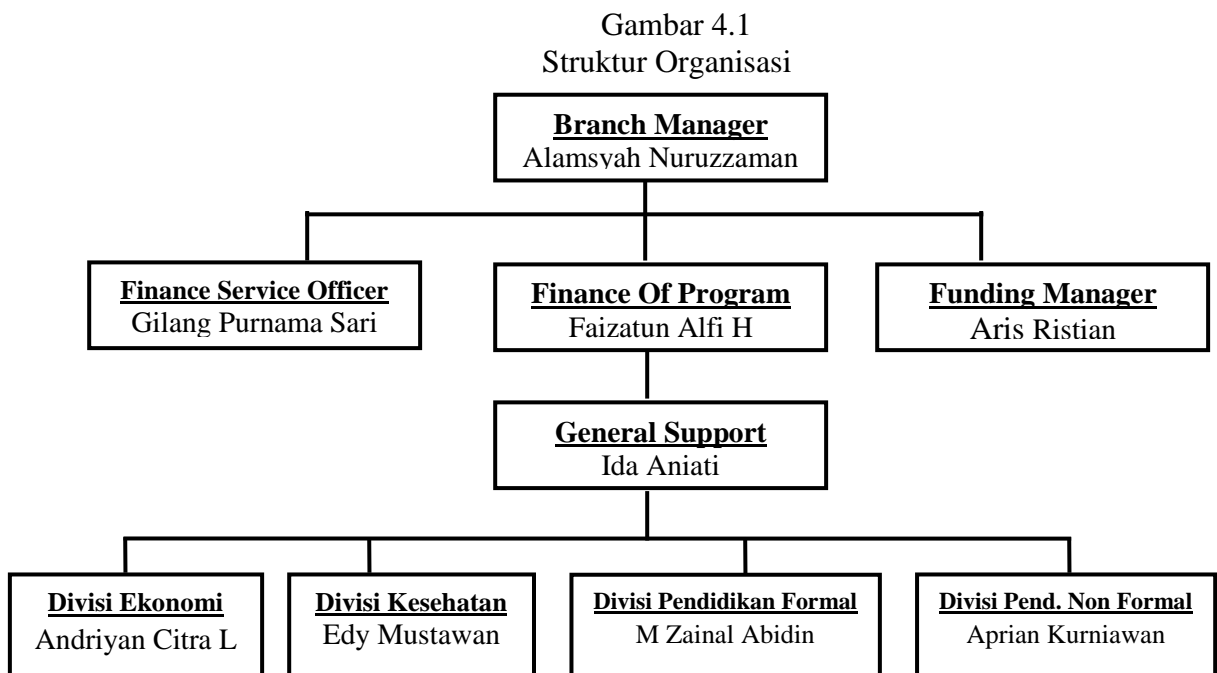 Gambar 4.1
Struktur Organisasi
Branch Manager
Alamsyah Nuruzzaman
Finance Service Officer
Gilang Purnama Sari
Finance Of Program
Faizatun Alfi H
Funding Manager
Aris Ristian
General Support
Ida Aniati
Divisi Ekonomi
Andriyan Citra L
Divisi Kesehatan
Edy Mustawan
Divisi Pendidikan Formal
M Zainal Abidin
Divisi Pend. Non Formal
Aprian Kurniawan